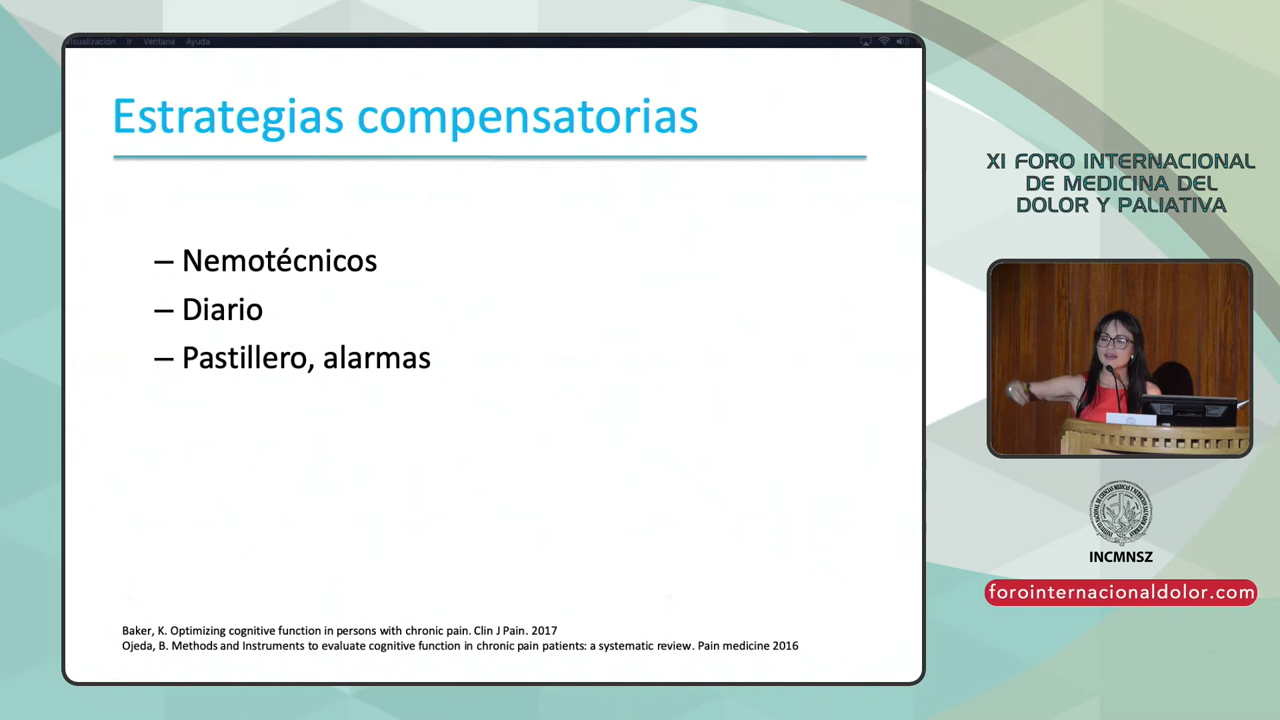 Visualización Ir Ventana Ayuda
Estrategias compensatorias
– Nemotécnicos
– Diario
– Pastillero, alarmas
Baker, K. Optimizing cognitive function in persons with chronic pain. Clin J Pain. 2017
Ojeda, B. Methods and Instruments to evaluate cognitive function in chronic pain patients: a systematic review. Pain medicine 2016
XI FORO INTERNACIONAL
DE MEDICINA DEL
DOLOR Y PALIATIVA
INCMNSZ
forointernacionaldolor.com